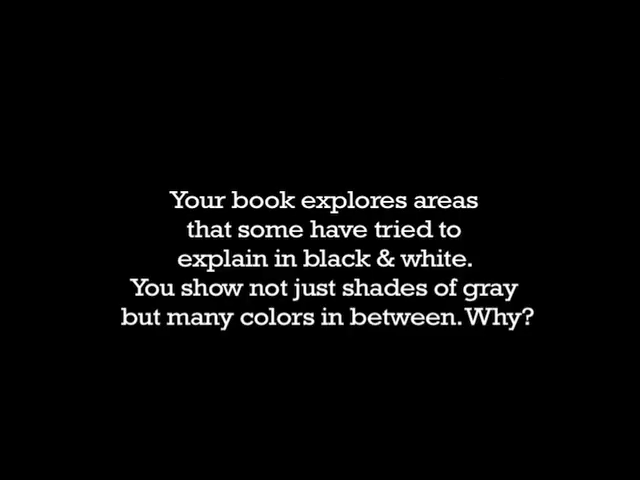 Your book explores areas
that some have tried to
explain in black & white.
You show not just shades of gray
but many colors in between. Why?